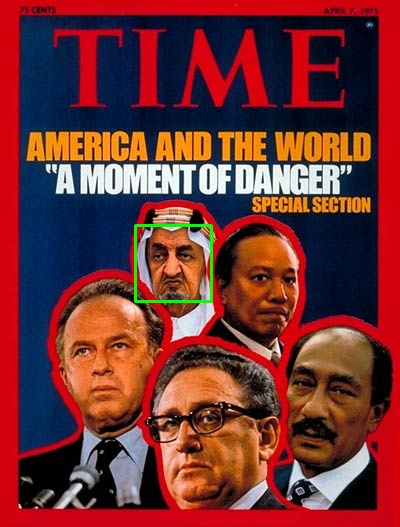 75 CENTS
APRIL 7, 1975
TIME
®
AMERICA AND THE WORLD
"A MOMENT OF DANGER"
SPECIAL SECTION